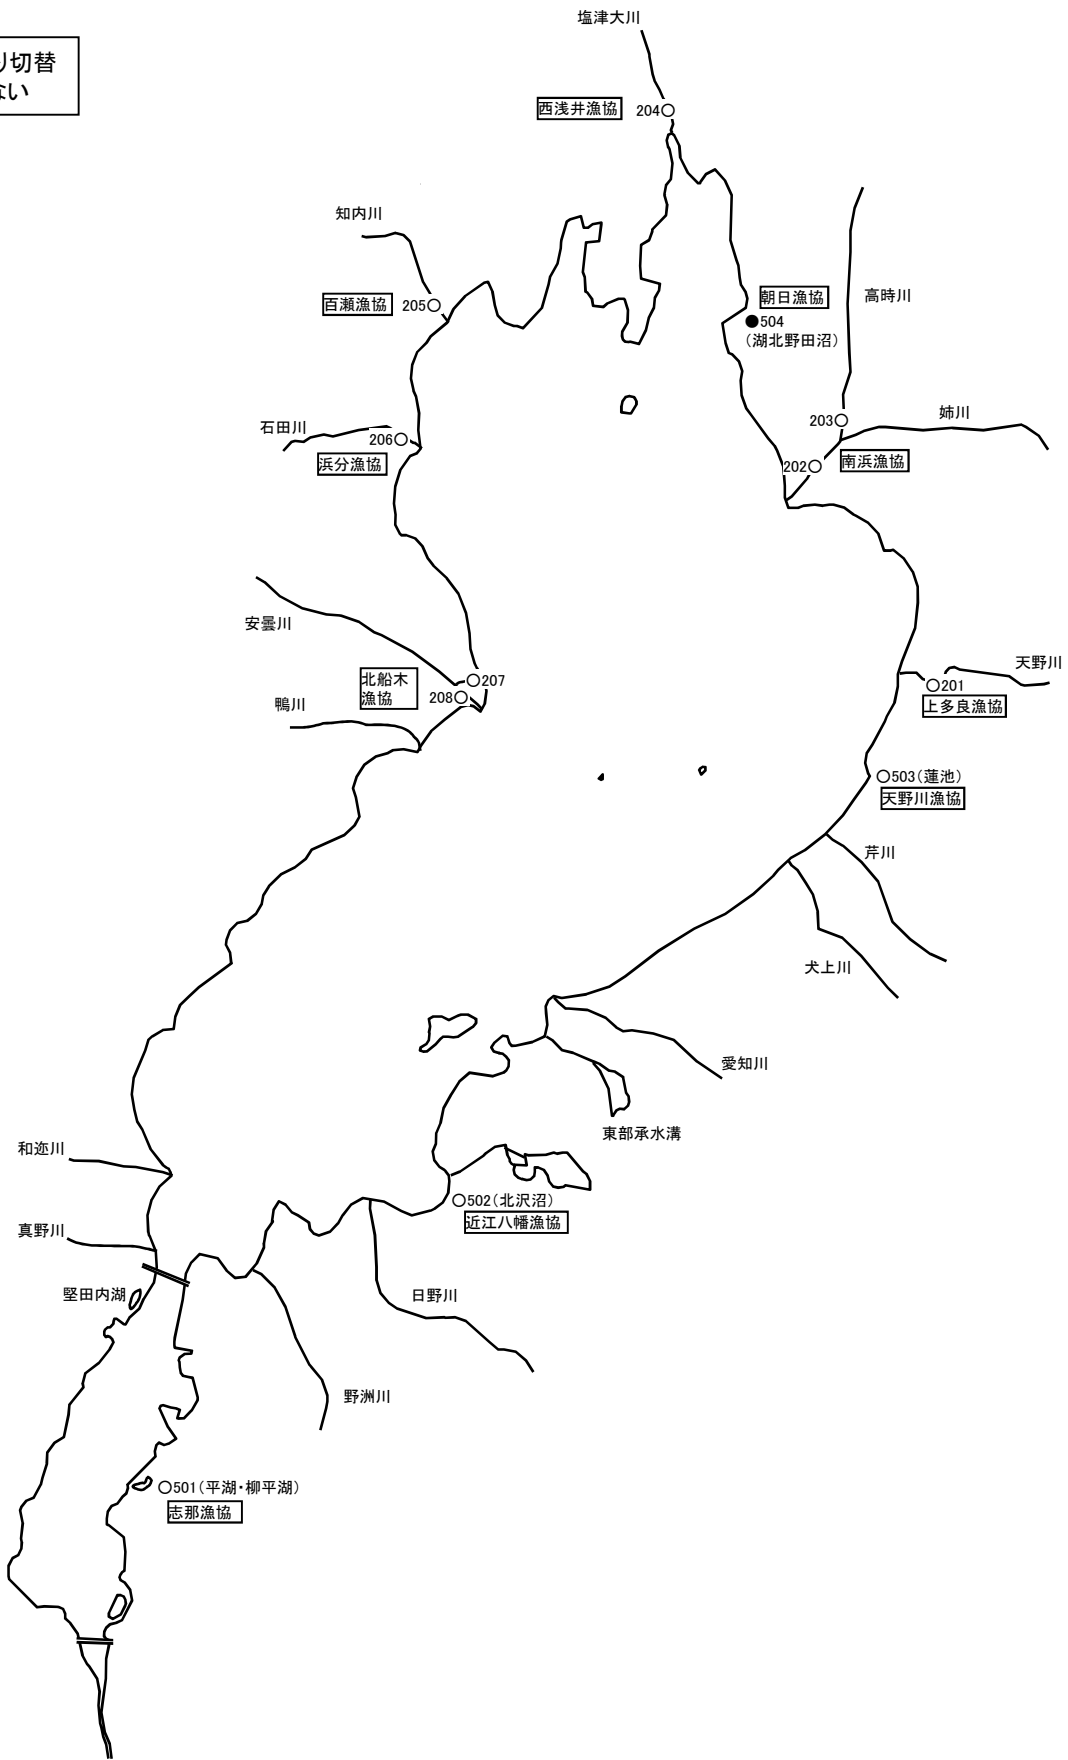 塩津大川
り切替
ない
西浅井漁協
204
知内川
百瀬漁協
205
朝日漁協
504
(湖北野田沼)
高時川
石田川
206
浜分漁協
203
姉川
202
南浜漁協
安曇川
北船木
漁協
207
208
鴨川
天野川
201
上多良漁協
503(蓮池)
天野川漁協
芹川
犬上川
愛知川
東部承水溝
和迩川
502(北沢沼)
近江八幡漁協
真野川
堅田内湖
日野川
野洲川
501(平湖・柳平湖)
志那漁協